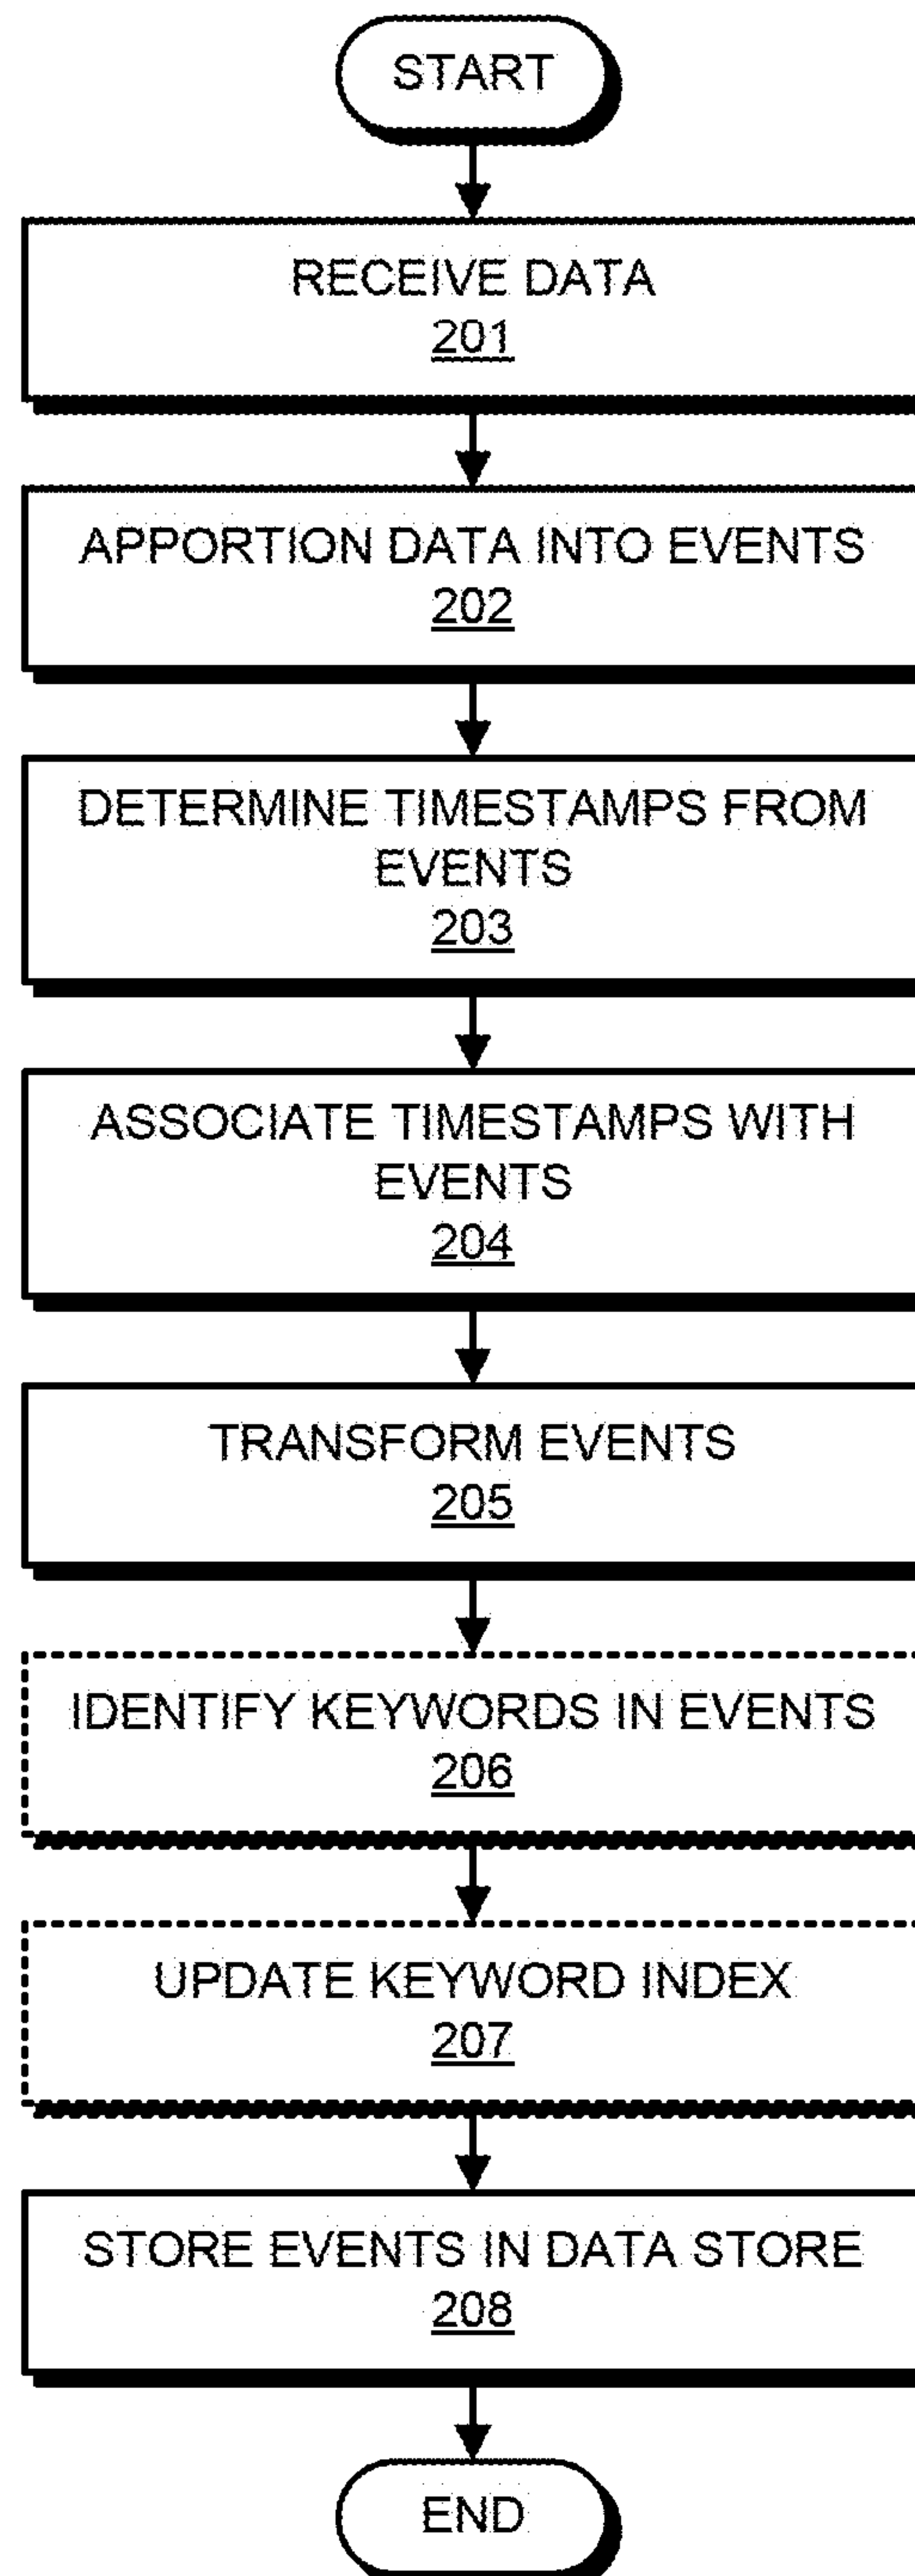 START
RECEIVE DATA
201
APPORTION DATA INTO EVENTS
202
DETERMINE TIMESTAMPS FROM
EVENTS
203
ASSOCIATE TIMESTAMPS WITH
EVENTS
204
TRANSFORM EVENTS
205
IDENTIFY KEYWORDS IN EVENTS
206
UPDATE KEYWORD INDEX
207
STORE EVENTS IN DATA STORE
208
END